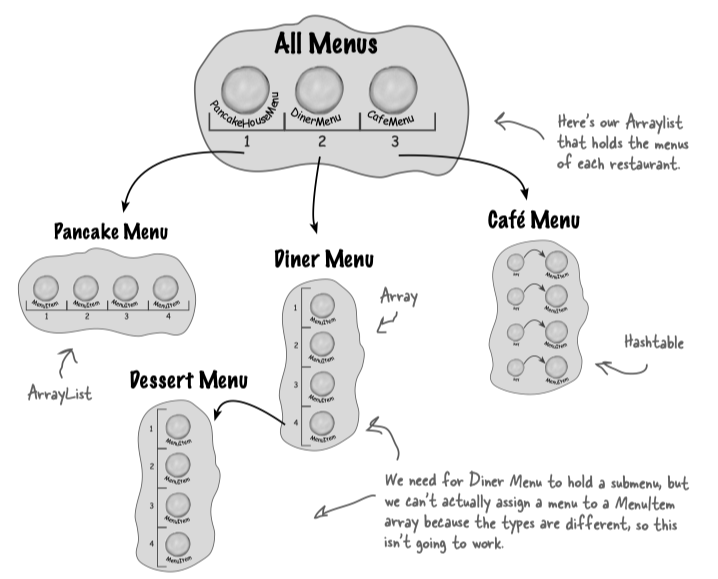 All Menus
PancakeHouseMenu
DinerMenu
CafeMenu
1
2
3
Here's our Arraylist
that holds the menus
of each restaurant.
Pancake Menu
MenuItem
MenuItem
MenuItem
MenuItem
1
2
3
4
ArrayList
Diner Menu
1
MenuItem
2
MenuItem
3
MenuItem
4
MenuItem
Array
Café Menu
key
MenuItem
key
MenuItem
key
MenuItem
key
MenuItem
Hashtable
Dessert Menu
1
MenuItem
2
MenuItem
3
MenuItem
4
MenuItem
We need for Diner Menu to hold a submenu, but
we can't actually assign a menu to a MenuItem
array because the types are different, so this
isn't going to work.